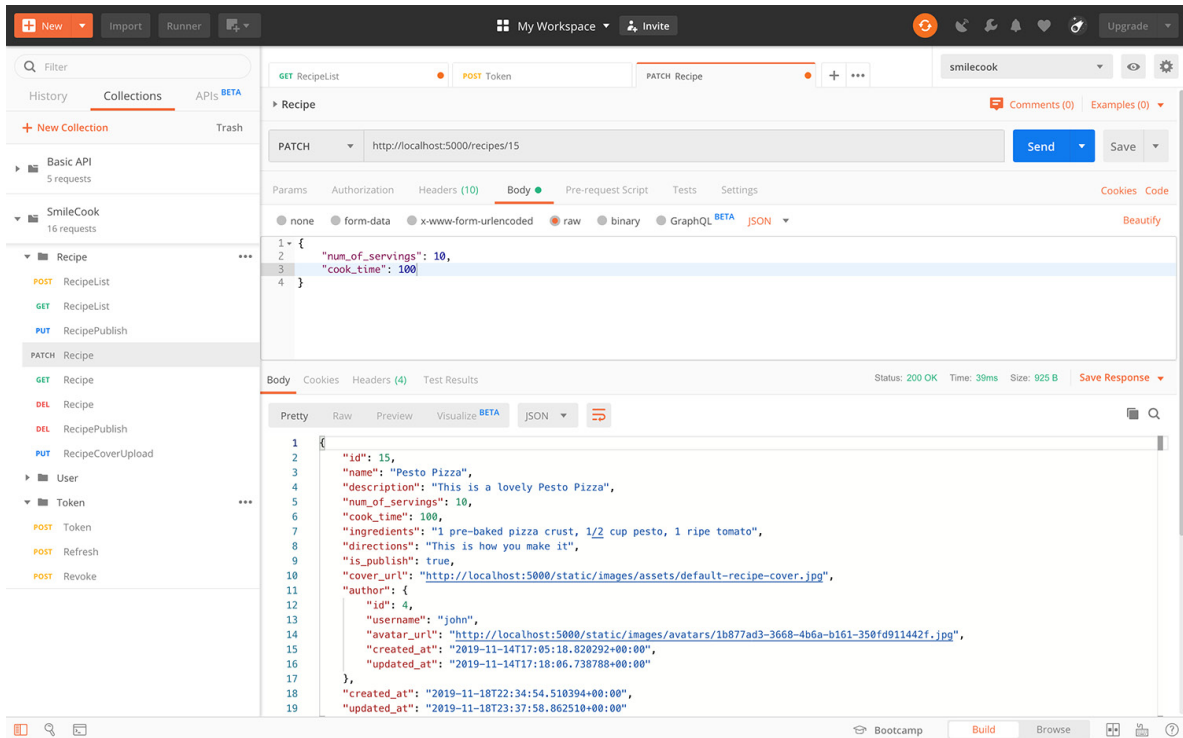 New Import Runner My Workspace Invite Upgrade
Filter
History Collections APIs BETA
+ New Collection Trash
Basic API
5 requests
SmileCook
16 requests
Recipe
POST RecipeList
GET RecipeList
PUT RecipePublish
PATCH Recipe
GET Recipe
DEL Recipe
DEL RecipePublish
PUT RecipeCoverUpload
User
Token
POST Token
POST Refresh
POST Revoke
GET RecipeList POST Token PATCH Recipe smilecook
Recipe Comments (0) Examples (0)
PATCH http://localhost:5000/recipes/15 Send Save
Params Authorization Headers (10) Body Pre-request Script Tests Settings Cookies Code
none form-data x-www-form-urlencoded raw binary GraphQL BETA JSON Beautify
1 {
2 "num_of_servings": 10,
3 "cook_time": 100
4 }
Body Cookies Headers (4) Test Results Status: 200 OK Time: 39ms Size: 925 B Save Response
Pretty Raw Preview Visualize BETA JSON
1 {
2 "id": 15,
3 "name": "Pesto Pizza",
4 "description": "This is a lovely Pesto Pizza",
5 "num_of_servings": 10,
6 "cook_time": 100,
7 "ingredients": "1 pre-baked pizza crust, 1/2 cup pesto, 1 ripe tomato",
8 "directions": "This is how you make it",
9 "is_publish": true,
10 "cover_url": "http://localhost:5000/static/images/assets/default-recipe-cover.jpg",
11 "author": {
12 "id": 4,
13 "username": "john",
14 "avatar_url": "http://localhost:5000/static/images/avatars/1b877ad3-3668-4b6a-b161-350fd911442f.jpg",
15 "created_at": "2019-11-14T17:05:18.820292+00:00",
16 "updated_at": "2019-11-14T17:18:06.738788+00:00"
17 },
18 "created_at": "2019-11-18T22:34:54.510394+00:00",
19 "updated_at": "2019-11-18T23:37:58.862510+00:00"
Bootcamp Build Browse